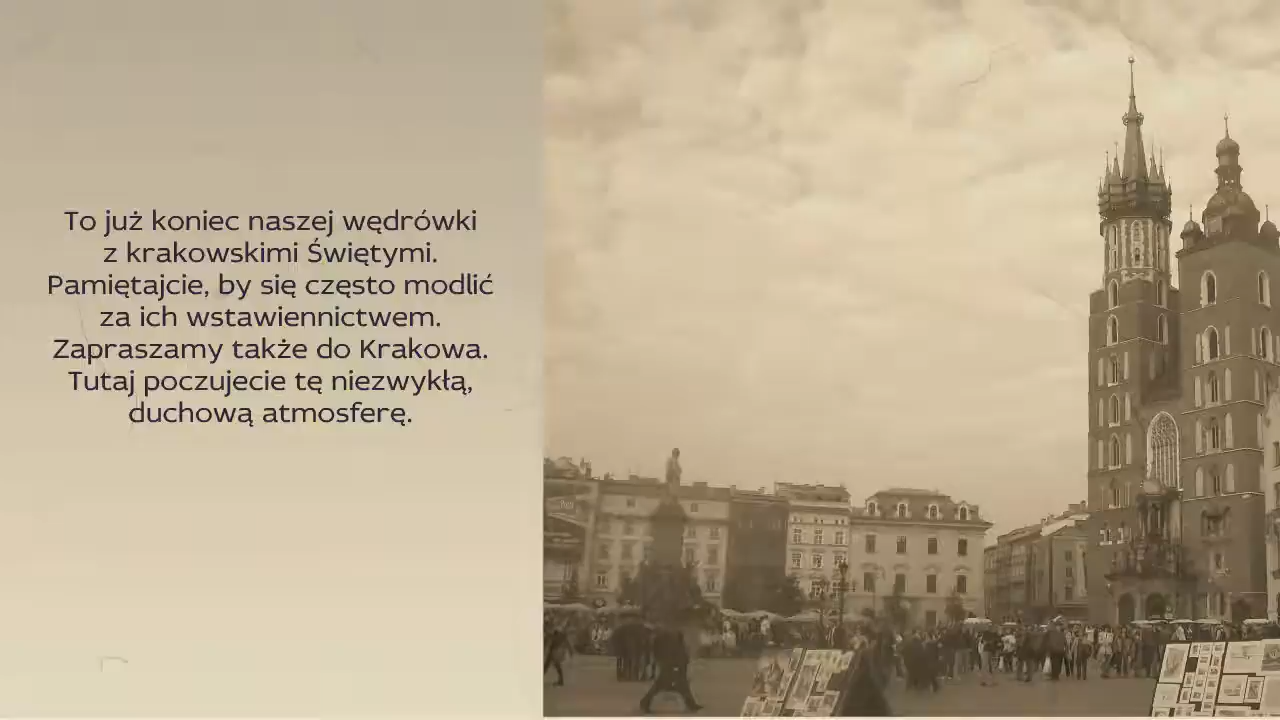 To już koniec naszej wędrówki
z krakowskimi Świętymi.
Pamiętajcie, by się często modlić
za ich wstawiennictwem.
Zapraszamy także do Krakowa.
Tutaj poczujecie tę niezwykłą,
duchową atmosferę.